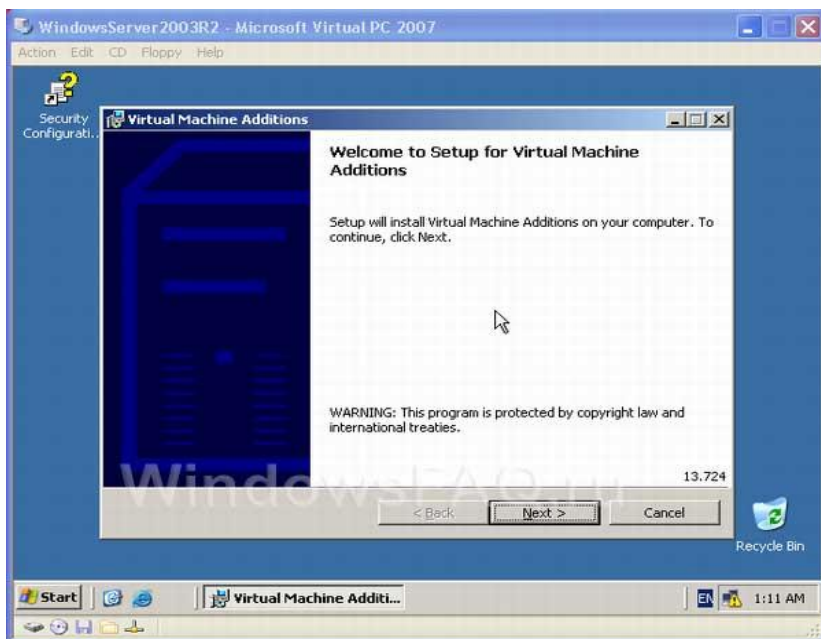 WindowsServer2003R2 - Microsoft Virtual PC 2007
Action Edit CD Floppy Help
Security
Configurati...
Virtual Machine Additions
Welcome to Setup for Virtual Machine
Additions
Setup will install Virtual Machine Additions on your computer. To
continue, click Next.
WARNING: This program is protected by copyright law and
international treaties.
13.724
WindowsFAQ.ru
< Back Next > Cancel
Recycle Bin
Start Virtual Machine Additi... EN 1:11 AM